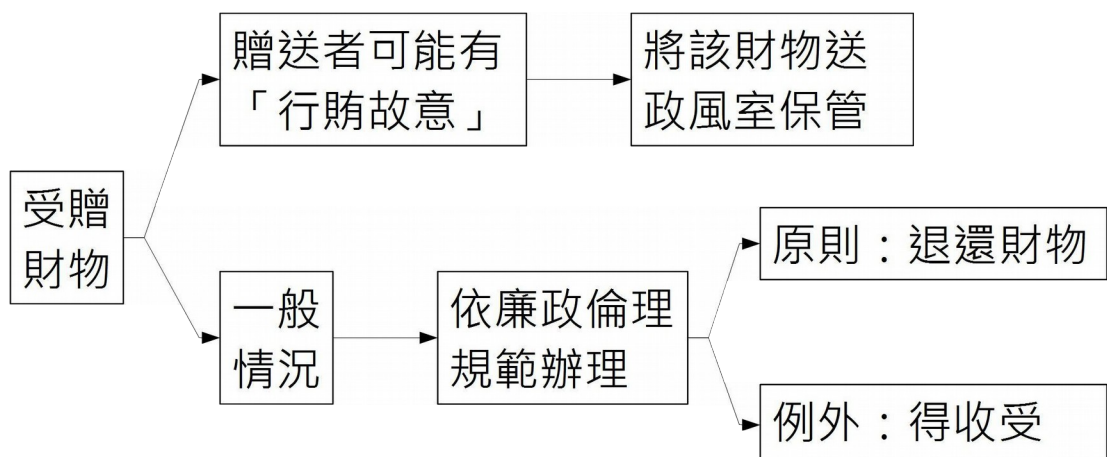 受贈
財物
贈送者可能有
「行賄故意」
將該財物送
政風室保管
一般
情況
依廉政倫理
規範辦理
原則：退還財物
例外：得收受